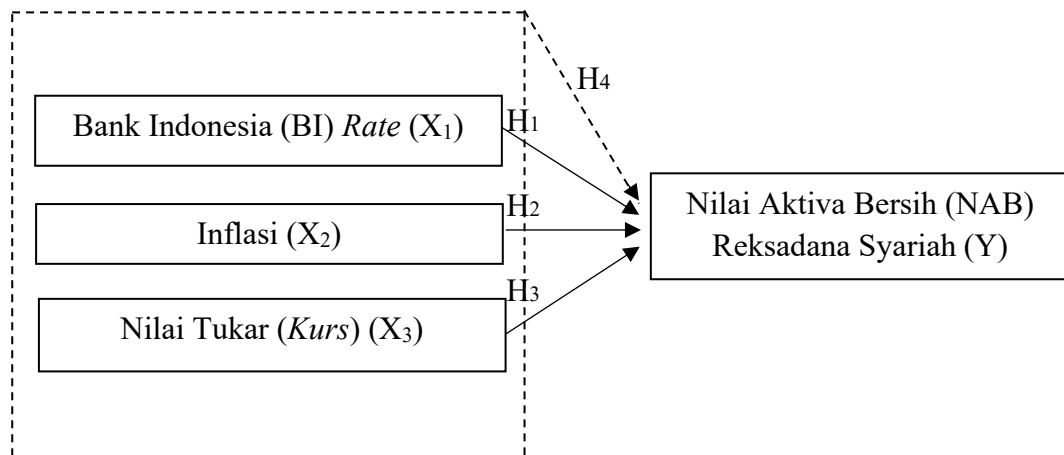 H₄
Bank Indonesia (BI) Rate (X₁)
H₁
Inflasi (X₂)
H₂
Nilai Tukar (Kurs) (X₃)
H₃
Nilai Aktiva Bersih (NAB)
Reksadana Syariah (Y)